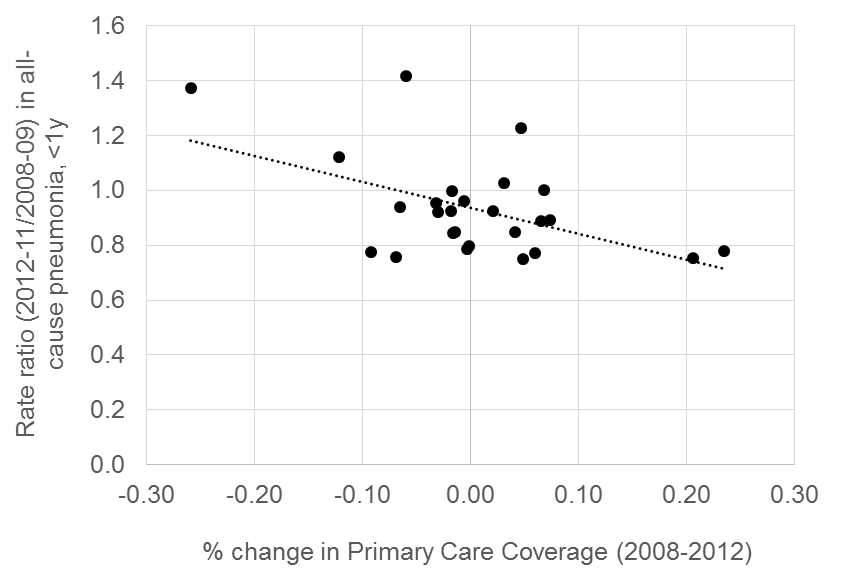 Rate ratio (2012-11/2008-09) in all-
cause pneumonia, <1y
1.6
1.4
1.2
1.0
0.8
0.6
0.4
0.2
0.0
-0.30 -0.20 -0.10 0.00 0.10 0.20 0.30
% change in Primary Care Coverage (2008-2012)